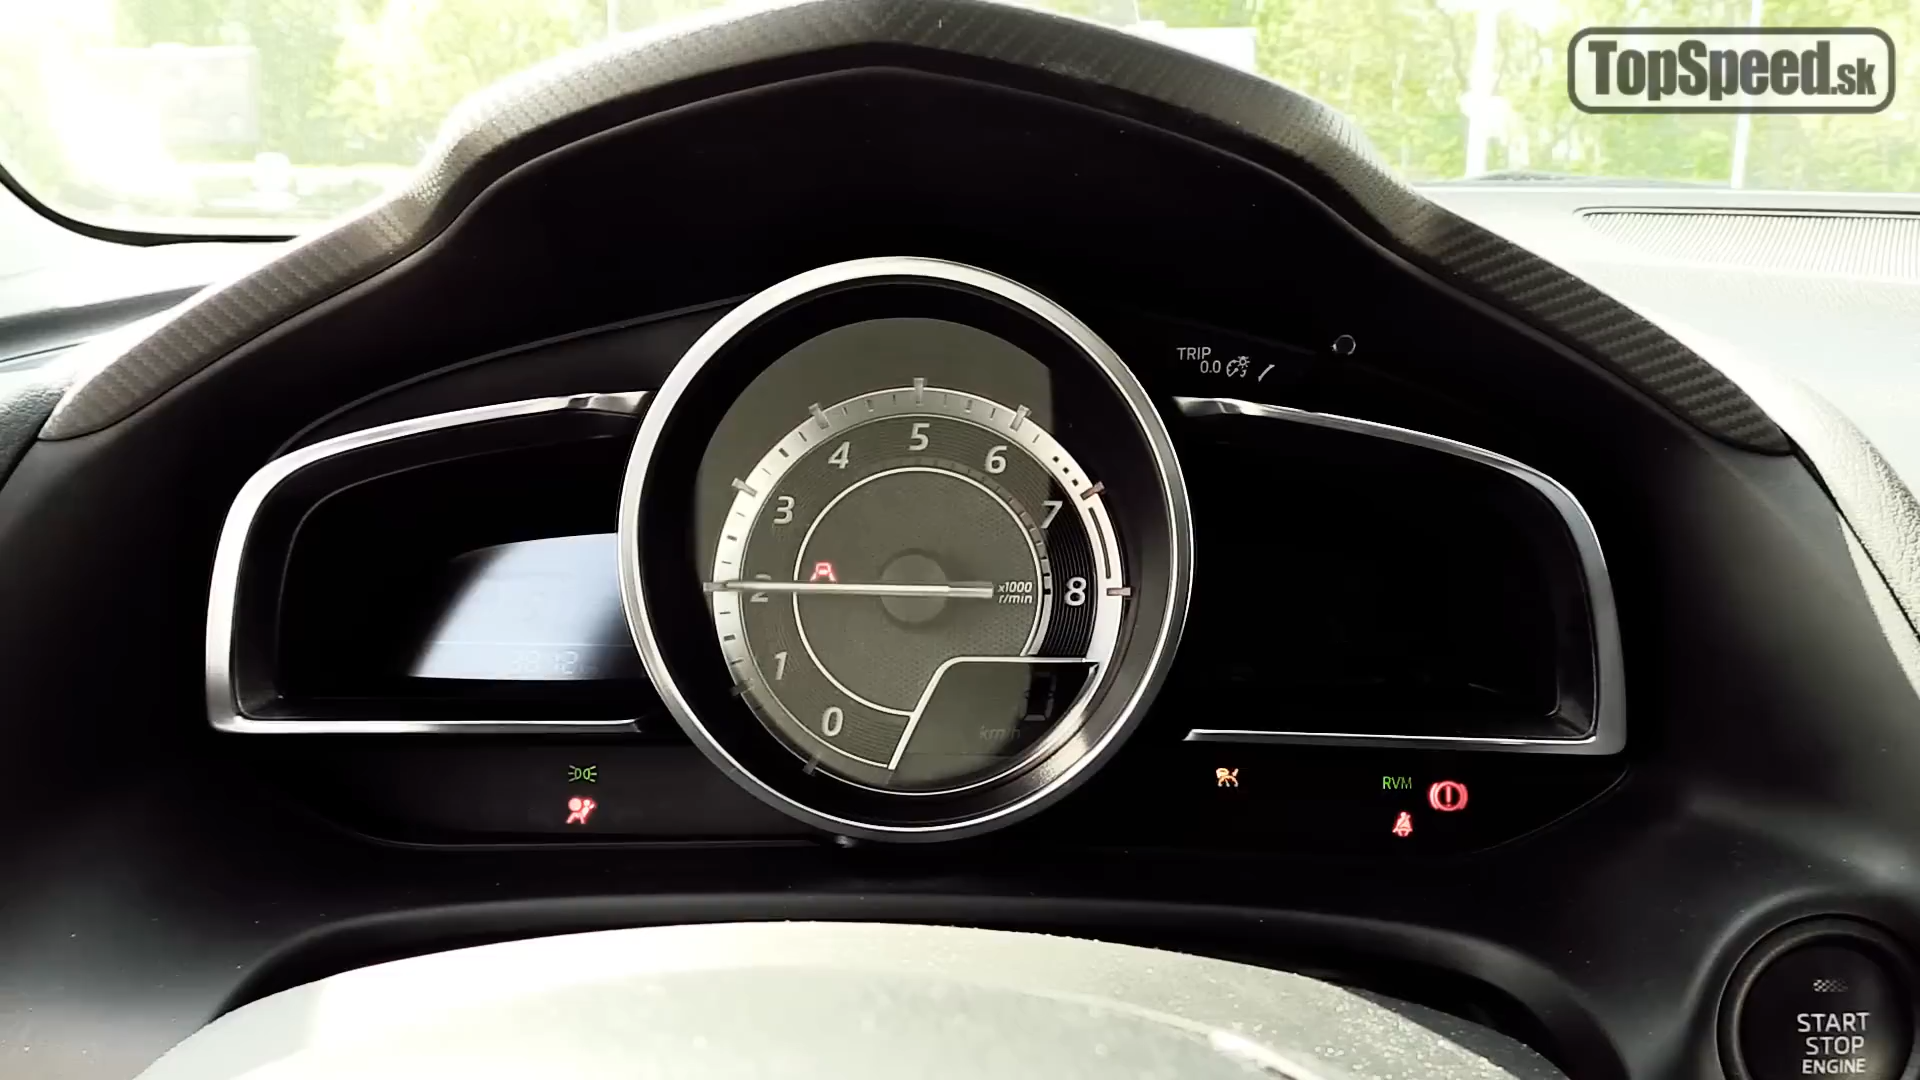 TopSpeed.sk
TRIP
0.0
5
4
6
3
7
2
x1000
r/min
8
1
0
km/h
RVM
START
STOP
ENGINE